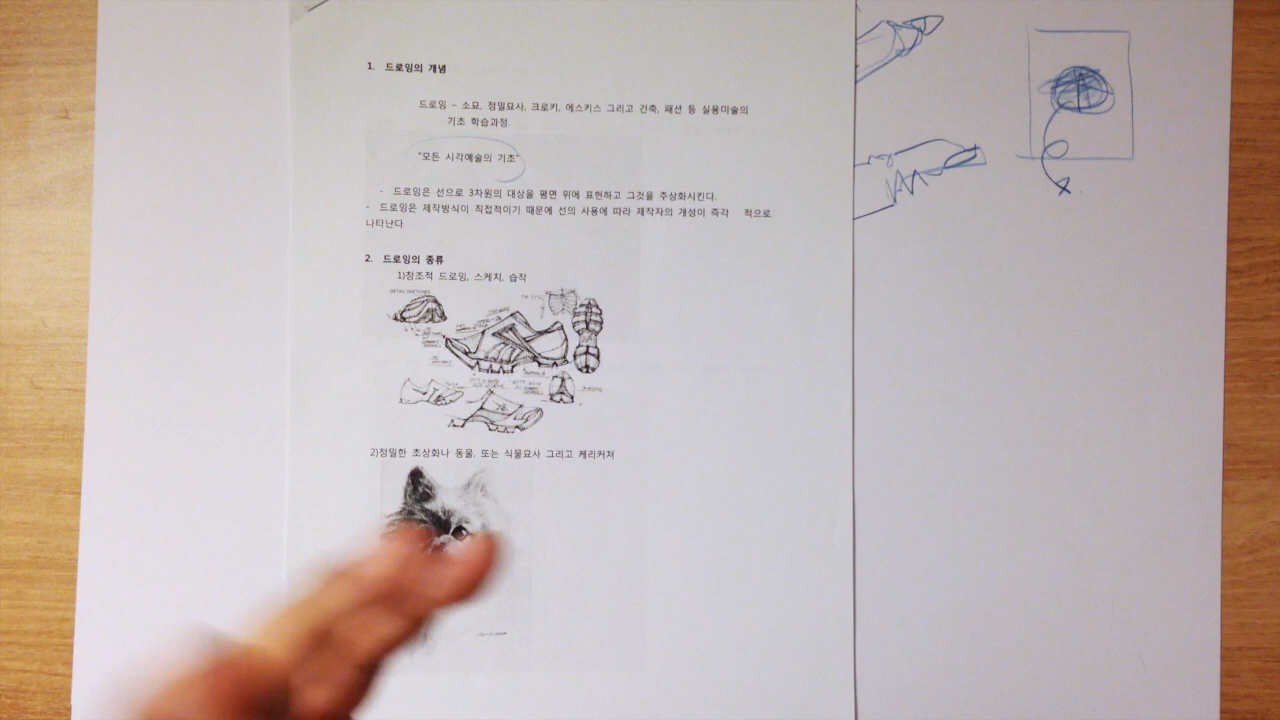 1. 드로잉의 개념
드로잉 - 소묘, 정밀묘사, 크로키, 에스키스 그리고 건축, 패션 등 실용미술의
기초 학습과정.
"모든 시각예술의 기초"
- 드로잉은 선으로 3차원의 대상을 평면 위에 표현하고 그것을 추상화시킨다.
- 드로잉은 제작방식이 직접적이기 때문에 선의 사용에 따라 제작자의 개성이 즉각 적으로
나타난다.
2. 드로잉의 종류
1)창조적 드로잉, 스케치, 습작
DETAIL SKETCHES
2)정밀한 초상화나 동물, 또는 식물묘사 그리고 케리커쳐